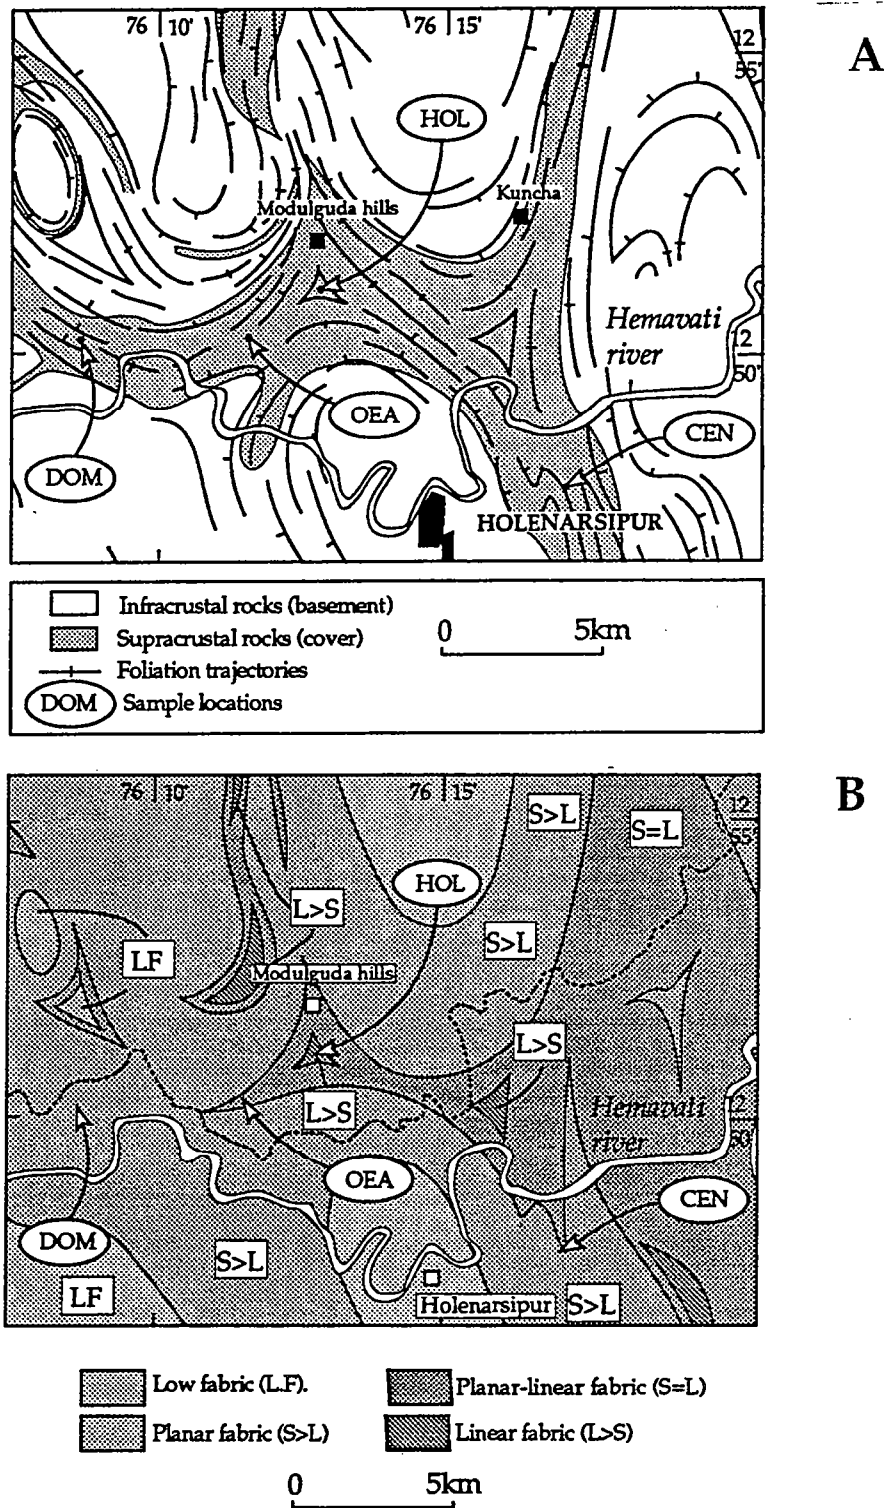 A
76 10'
76 15'
12
55'
HOL
Modulguda hills
Kuncha
Hemavati
river
12
50'
OEA
CEN
DOM
HOLENARSIPUR
Infracrustal rocks (basement)
Supracrustal rocks (cover)
0 5km
Foliation trajectories
DOM Sample locations
B
76 10'
76 15'
12
55'
S>L
S=L
HOL
L>S
S>L
LF
Modulguda hills
L>S
L>S
Hemavati
river
12
50'
OEA
CEN
DOM
S>L
LF
Holenarsipur
S>L
Low fabric (L.F).
Planar-linear fabric (S=L)
Planar fabric (S>L)
Linear fabric (L>S)
0 5km